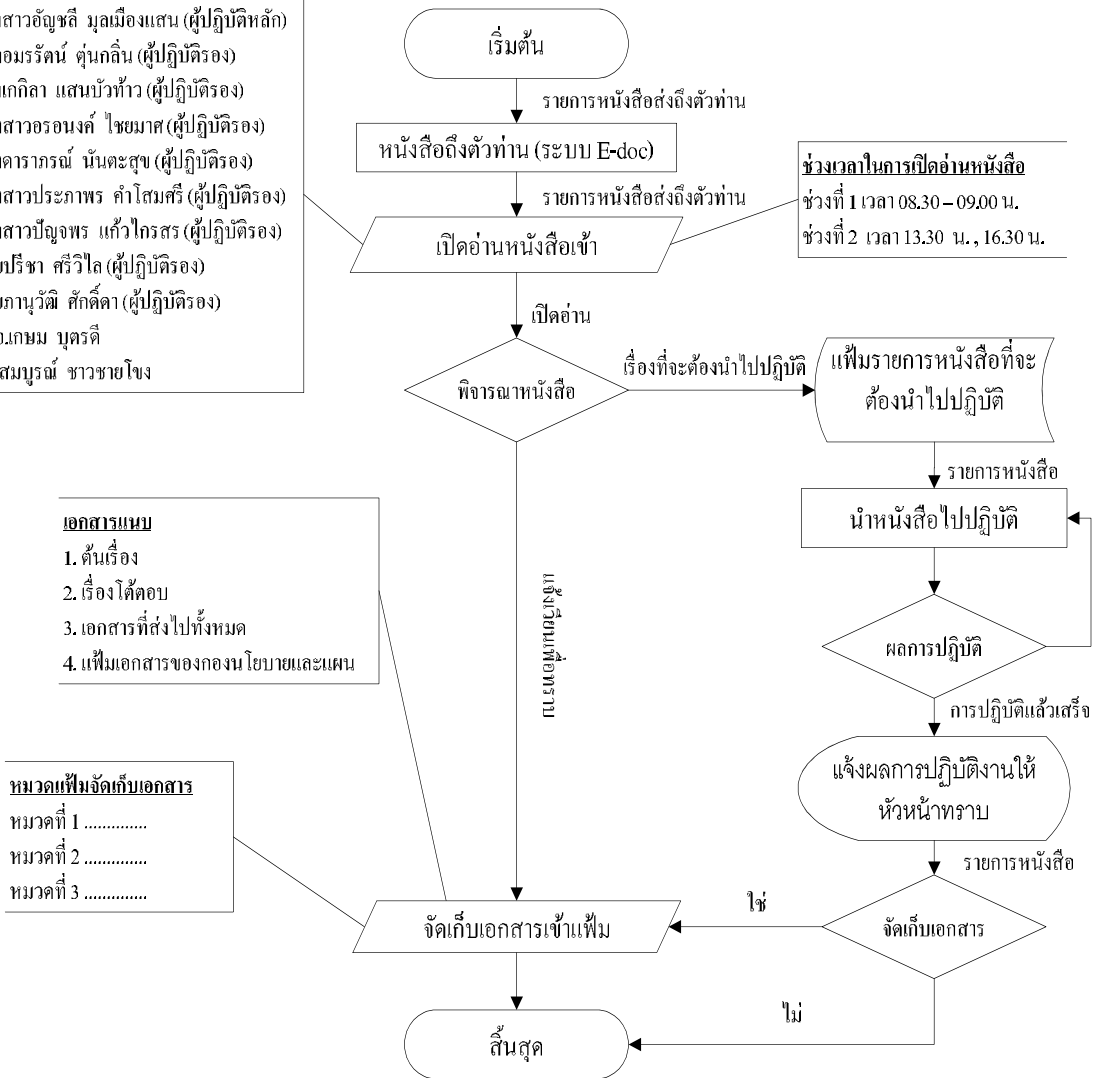 สาวอัญชลี มุลเมืองแสน (ผู้ปฏิบัติหลัก)
อมรรัตน์ ตุ่นกลิ่น (ผู้ปฏิบัติรอง)
เกกิลา แสนบัวท้าว (ผู้ปฏิบัติรอง)
สาวอรอนงค์ ไชยมาศ (ผู้ปฏิบัติรอง)
ดาราภรณ์ นันตะสุข (ผู้ปฏิบัติรอง)
สาวประภาพร คำโสมศรี (ผู้ปฏิบัติรอง)
สาวปัญจพร แก้วไกรสร (ผู้ปฏิบัติรอง)
ปรีชา ศรีวิไล (ผู้ปฏิบัติรอง)
ภานุวัฒิ ศักดิ์ดา (ผู้ปฏิบัติรอง)
อ.เกษม บุตรดี
สมบูรณ์ ชาวชายโขง
เริ่มต้น
รายการหนังสือส่งถึงตัวท่าน
หนังสือถึงตัวท่าน (ระบบ E-doc)
รายการหนังสือส่งถึงตัวท่าน
เปิดอ่านหนังสือเข้า
ช่วงเวลาในการเปิดอ่านหนังสือ
ช่วงที่ 1 เวลา 08.30 – 09.00 น.
ช่วงที่ 2 เวลา 13.30 น. , 16.30 น.
เปิดอ่าน
พิจารณาหนังสือ
เรื่องที่จะต้องนำไปปฏิบัติ
แฟ้มรายการหนังสือที่จะ
ต้องนำไปปฏิบัติ
รายการหนังสือ
นำหนังสือไปปฏิบัติ
ผลการปฏิบัติ
การปฏิบัติแล้วเสร็จ
แจ้งผลการปฏิบัติงานให้
หัวหน้าทราบ
รายการหนังสือ
จัดเก็บเอกสาร
ใช่
ไม่
แจ้งเวียนเพื่อทราบ
เอกสารแนบ
1. ต้นเรื่อง
2. เรื่องโต้ตอบ
3. เอกสารที่ส่งไปทั้งหมด
4. แฟ้มเอกสารของกองนโยบายและแผน
หมวดแฟ้มจัดเก็บเอกสาร
หมวดที่ 1 .............
หมวดที่ 2 .............
หมวดที่ 3 .............
จัดเก็บเอกสารเข้าแฟ้ม
สิ้นสุด